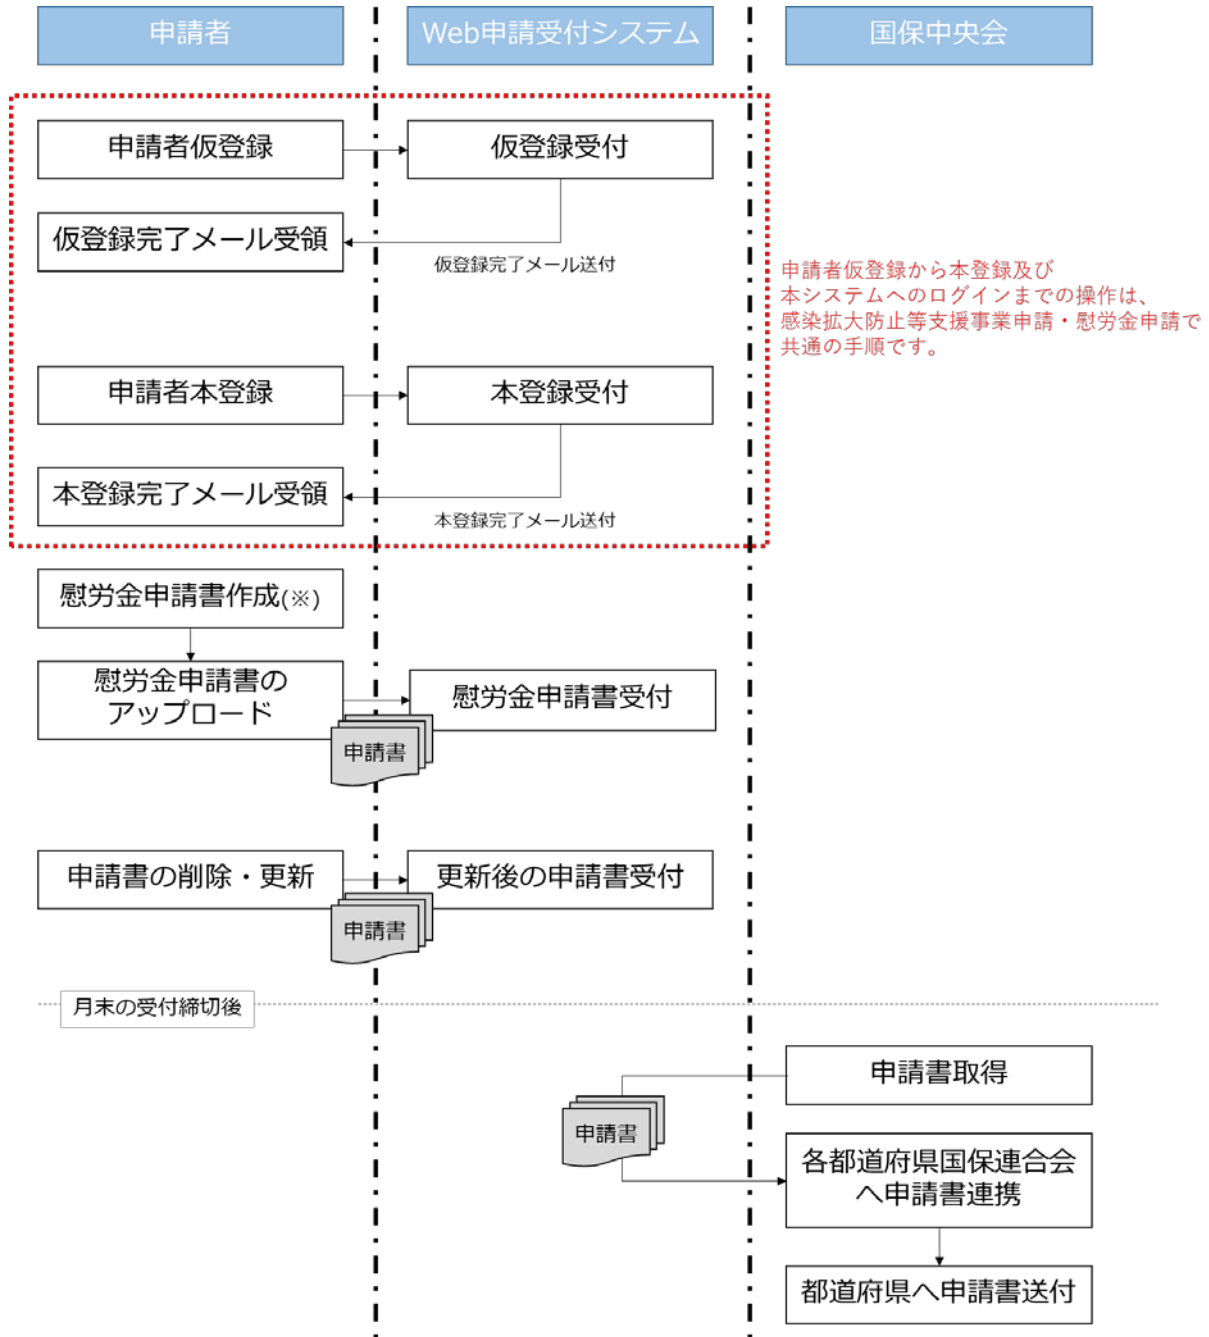 申請者
Web申請受付システム
国保中央会
申請者仮登録
仮登録受付
仮登録完了メール受領
仮登録完了メール送付
申請者仮登録から本登録及び
本システムへのログインまでの操作は、
感染拡大防止等支援事業申請・慰労金申請で
共通の手順です。
申請者本登録
本登録受付
本登録完了メール受領
本登録完了メール送付
慰労金申請書作成(※)
慰労金申請書の
アップロード
慰労金申請書受付
申請書
申請書の削除・更新
更新後の申請書受付
申請書
月末の受付締切後
申請書取得
申請書
各都道府県国保連合会
へ申請書連携
都道府県へ申請書送付